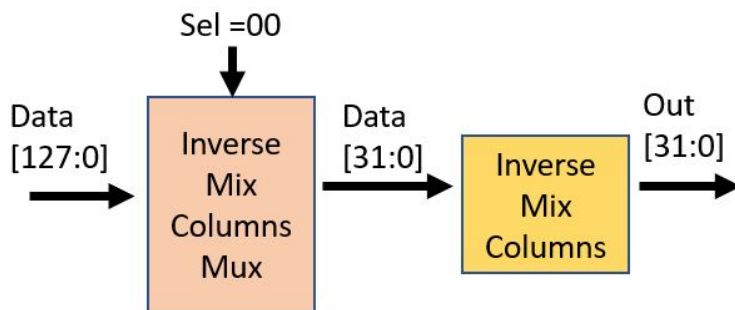 Sel =00
Data
[127:0]
Inverse
Mix
Columns
Mux
Data
[31:0]
Inverse
Mix
Columns
Out
[31:0]